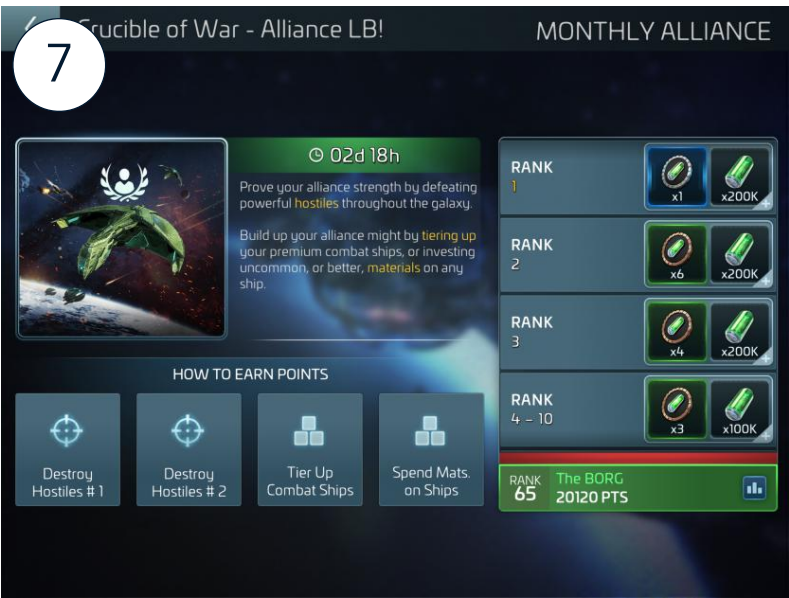 Crucible of War - Alliance LB!
MONTHLY ALLIANCE
7
02d 18h
Prove your alliance strength by defeating
powerful hostiles throughout the galaxy.
Build up your alliance might by tiering up
your premium combat ships, or investing
uncommon, or better, materials on any
ship.
HOW TO EARN POINTS
Destroy
Hostiles # 1
Destroy
Hostiles # 2
Tier Up
Combat Ships
Spend Mats.
on Ships
RANK
1
x1
x200K
RANK
2
x6
x200K
RANK
3
x4
x200K
RANK
4 - 10
x3
x100K
RANK
65
The BORG
20120 PTS